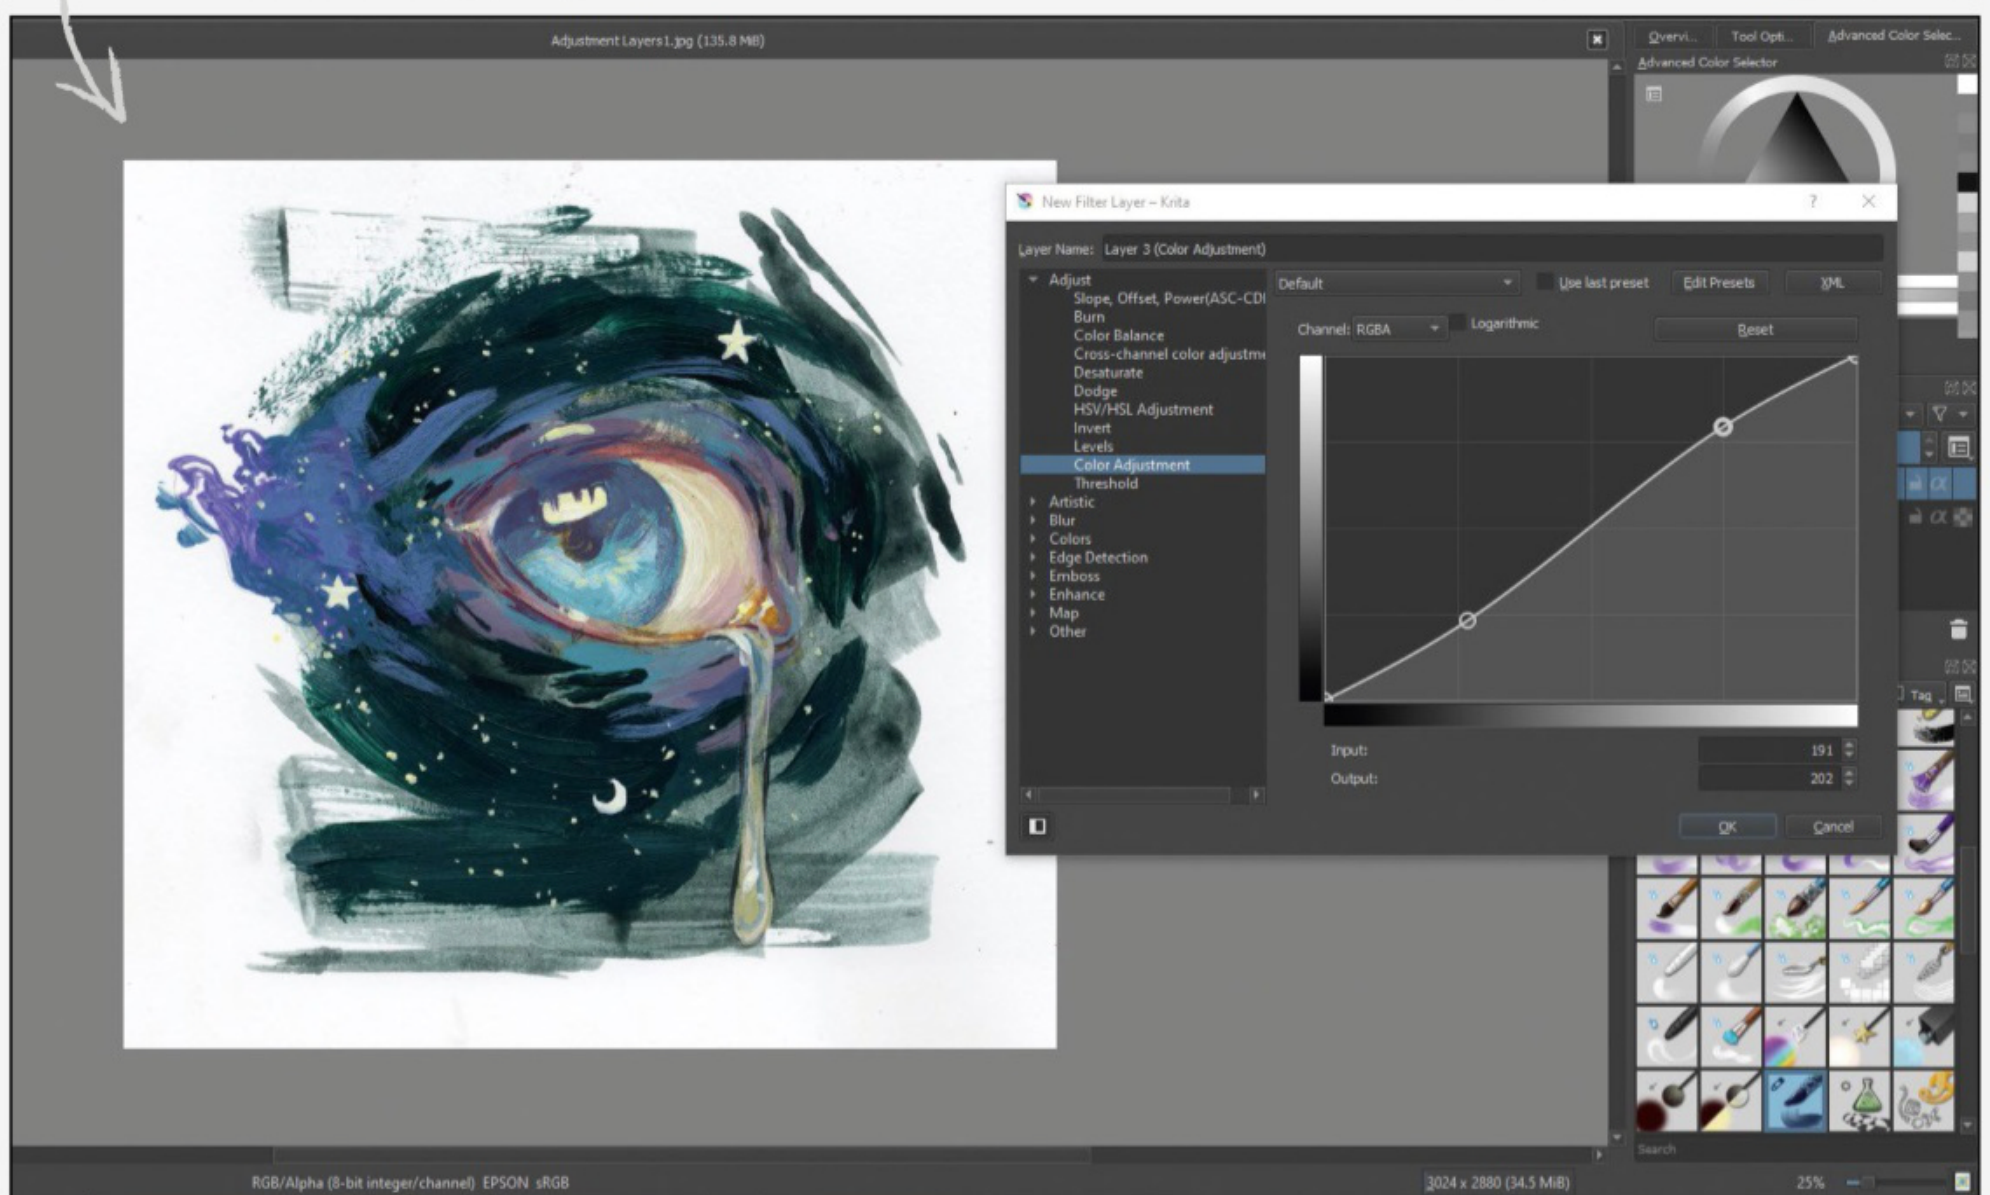 Adjustment Layers1.jpg (135.8 MiB)
Overvi... Tool Opti... Advanced Color Selec...
Advanced Color Selector
New Filter Layer – Krita
Layer Name: Layer 3 (Color Adjustment)
Adjust
Slope, Offset, Power(ASC-CDI
Burn
Color Balance
Cross-channel color adjustme
Desaturate
Dodge
HSV/HSL Adjustment
Invert
Levels
Color Adjustment
Threshold
Artistic
Blur
Colors
Edge Detection
Emboss
Enhance
Map
Other
Default Use last preset Edit Presets XML
Channel: RGBA Logarithmic Reset
Input: 191
Output: 202
OK Cancel
Tag
Search
RGB/Alpha (8-bit integer/channel) EPSON sRGB 3024 x 2880 (34.5 MiB) 25%